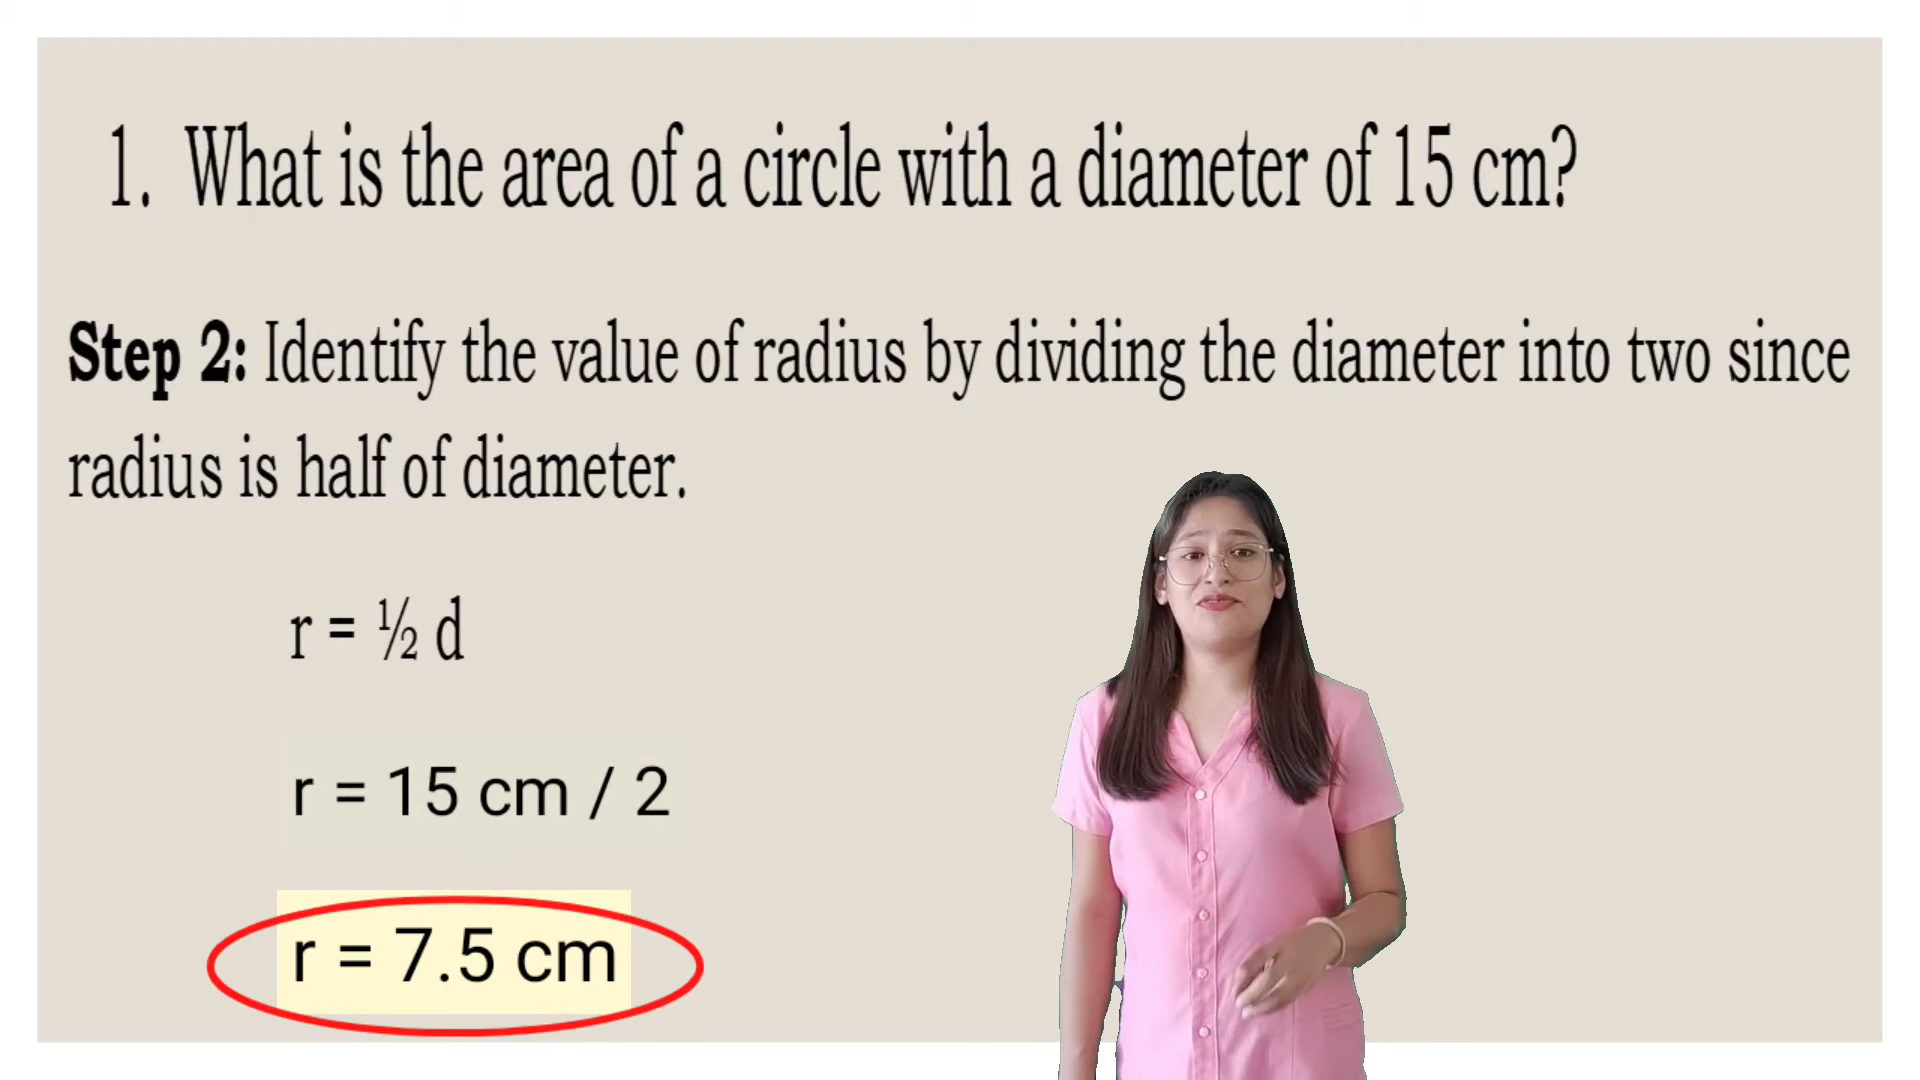 1. What is the area of a circle with a diameter of 15 cm?
Step 2: Identify the value of radius by dividing the diameter into two since
radius is half of diameter.
r = ½ d
r = 15 cm / 2
r = 7.5 cm